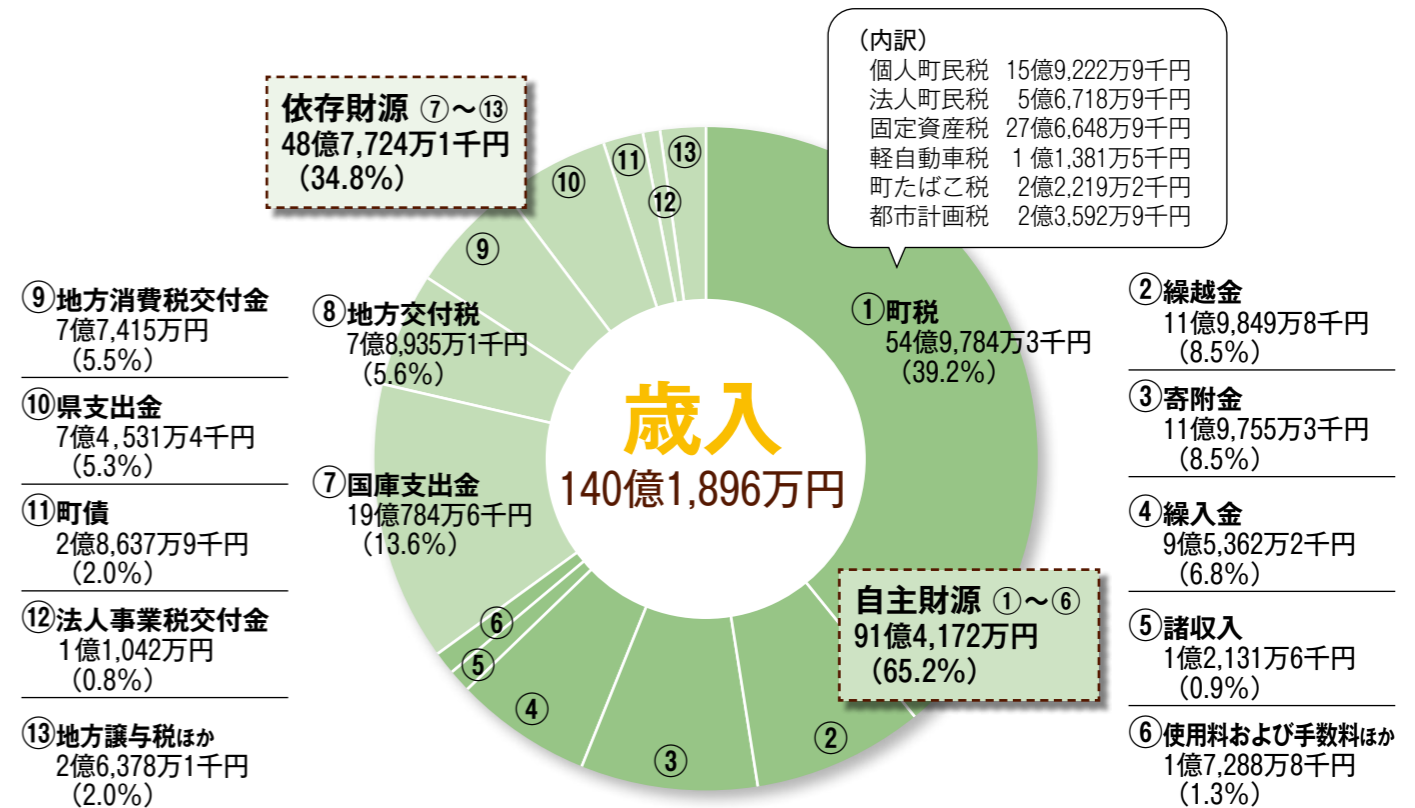 （内訳）
個人町民税 15億9,222万9千円
法人町民税 5億6,718万9千円
固定資産税 27億6,648万9千円
軽自動車税 1億1,381万5千円
町たばこ税 2億2,219万2千円
都市計画税 2億3,592万9千円
依存財源 ⑦～⑬
48億7,724万1千円
（34.8％）
⑪
⑬
⑩
⑫
⑨
①町税
54億9,784万3千円
（39.2％）
⑧地方交付税
7億8,935万1千円
（5.6％）
歳入
140億1,896万円
⑦国庫支出金
19億784万6千円
（13.6％）
自主財源 ①～⑥
91億4,172万円
（65.2％）
⑥
⑤
④
③
②
⑨地方消費税交付金
7億7,415万円
（5.5％）
⑩県支出金
7億4,531万4千円
（5.3％）
⑪町債
2億8,637万9千円
（2.0％）
⑫法人事業税交付金
1億1,042万円
（0.8％）
⑬地方譲与税ほか
2億6,378万1千円
（2.0％）
②繰越金
11億9,849万8千円
（8.5％）
③寄附金
11億9,755万3千円
（8.5％）
④繰入金
9億5,362万2千円
（6.8％）
⑤諸収入
1億2,131万6千円
（0.9％）
⑥使用料および手数料ほか
1億7,288万8千円
（1.3％）